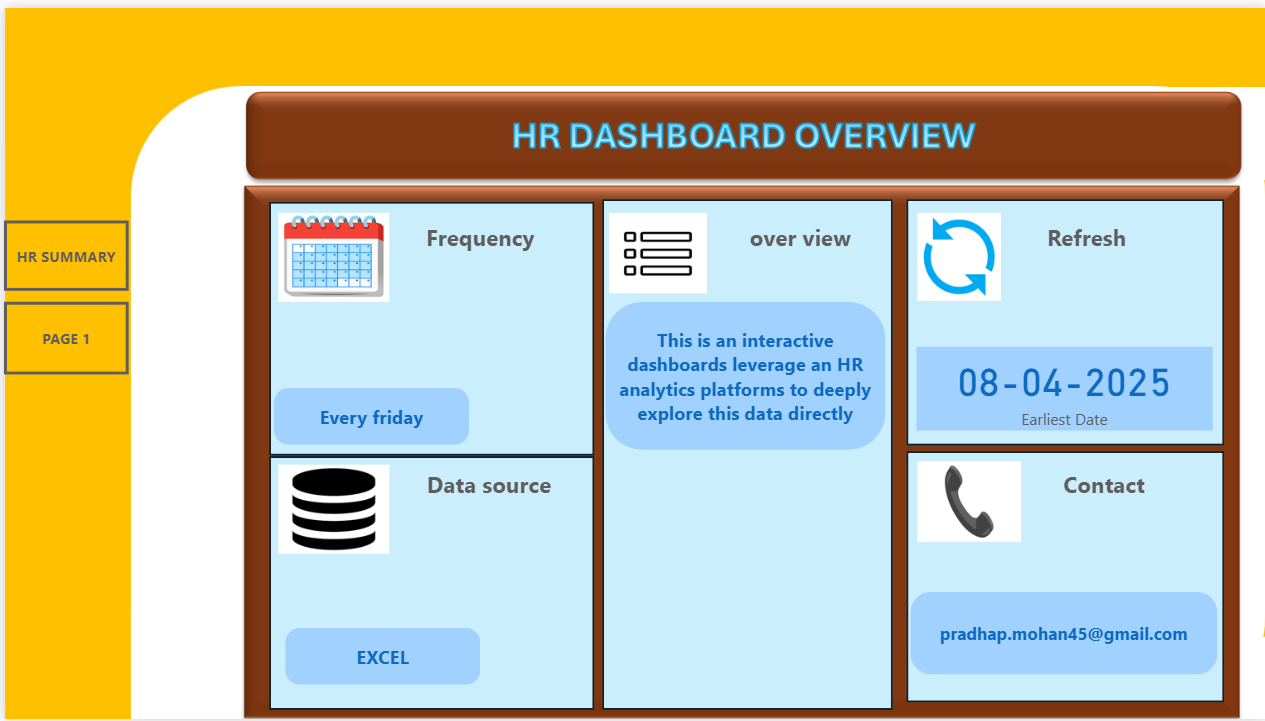 HR DASHBOARD OVERVIEW
HR SUMMARY
PAGE 1
Frequency
Every friday
Data source
EXCEL
over view
This is an interactive
dashboards leverage an HR
analytics platforms to deeply
explore this data directly
Refresh
08-04-2025
Earliest Date
Contact
pradhap.mohan45@gmail.com